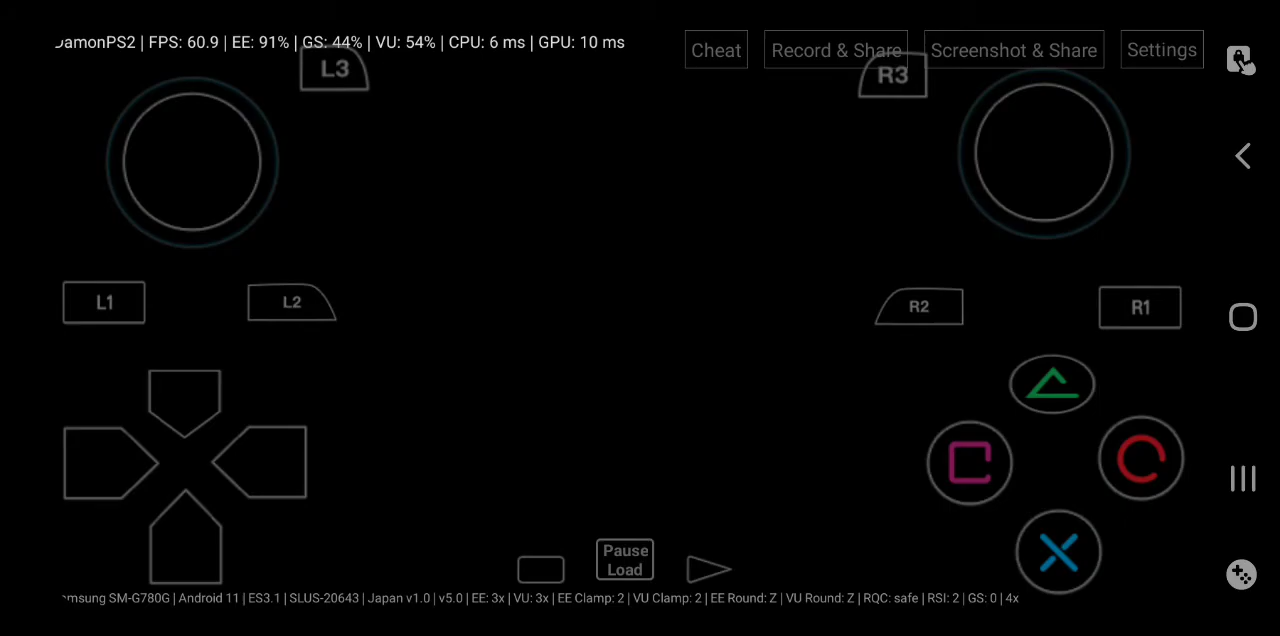 DamonPS2 | FPS: 60.9 | EE: 91% | GS: 44% | VU: 54% | CPU: 6 ms | GPU: 10 ms
Cheat
Record & Share
Screenshot & Share
Settings
L3
R3
L1
L2
R2
R1
Pause
Load
msung SM-G780G | Android 11 | ES3.1 | SLUS-20643 | Japan v1.0 | v5.0 | EE: 3x | VU: 3x | EE Clamp: 2 | VU Clamp: 2 | EE Round: Z | VU Round: Z | RQC: safe | RSI: 2 | GS: 0 | 4x